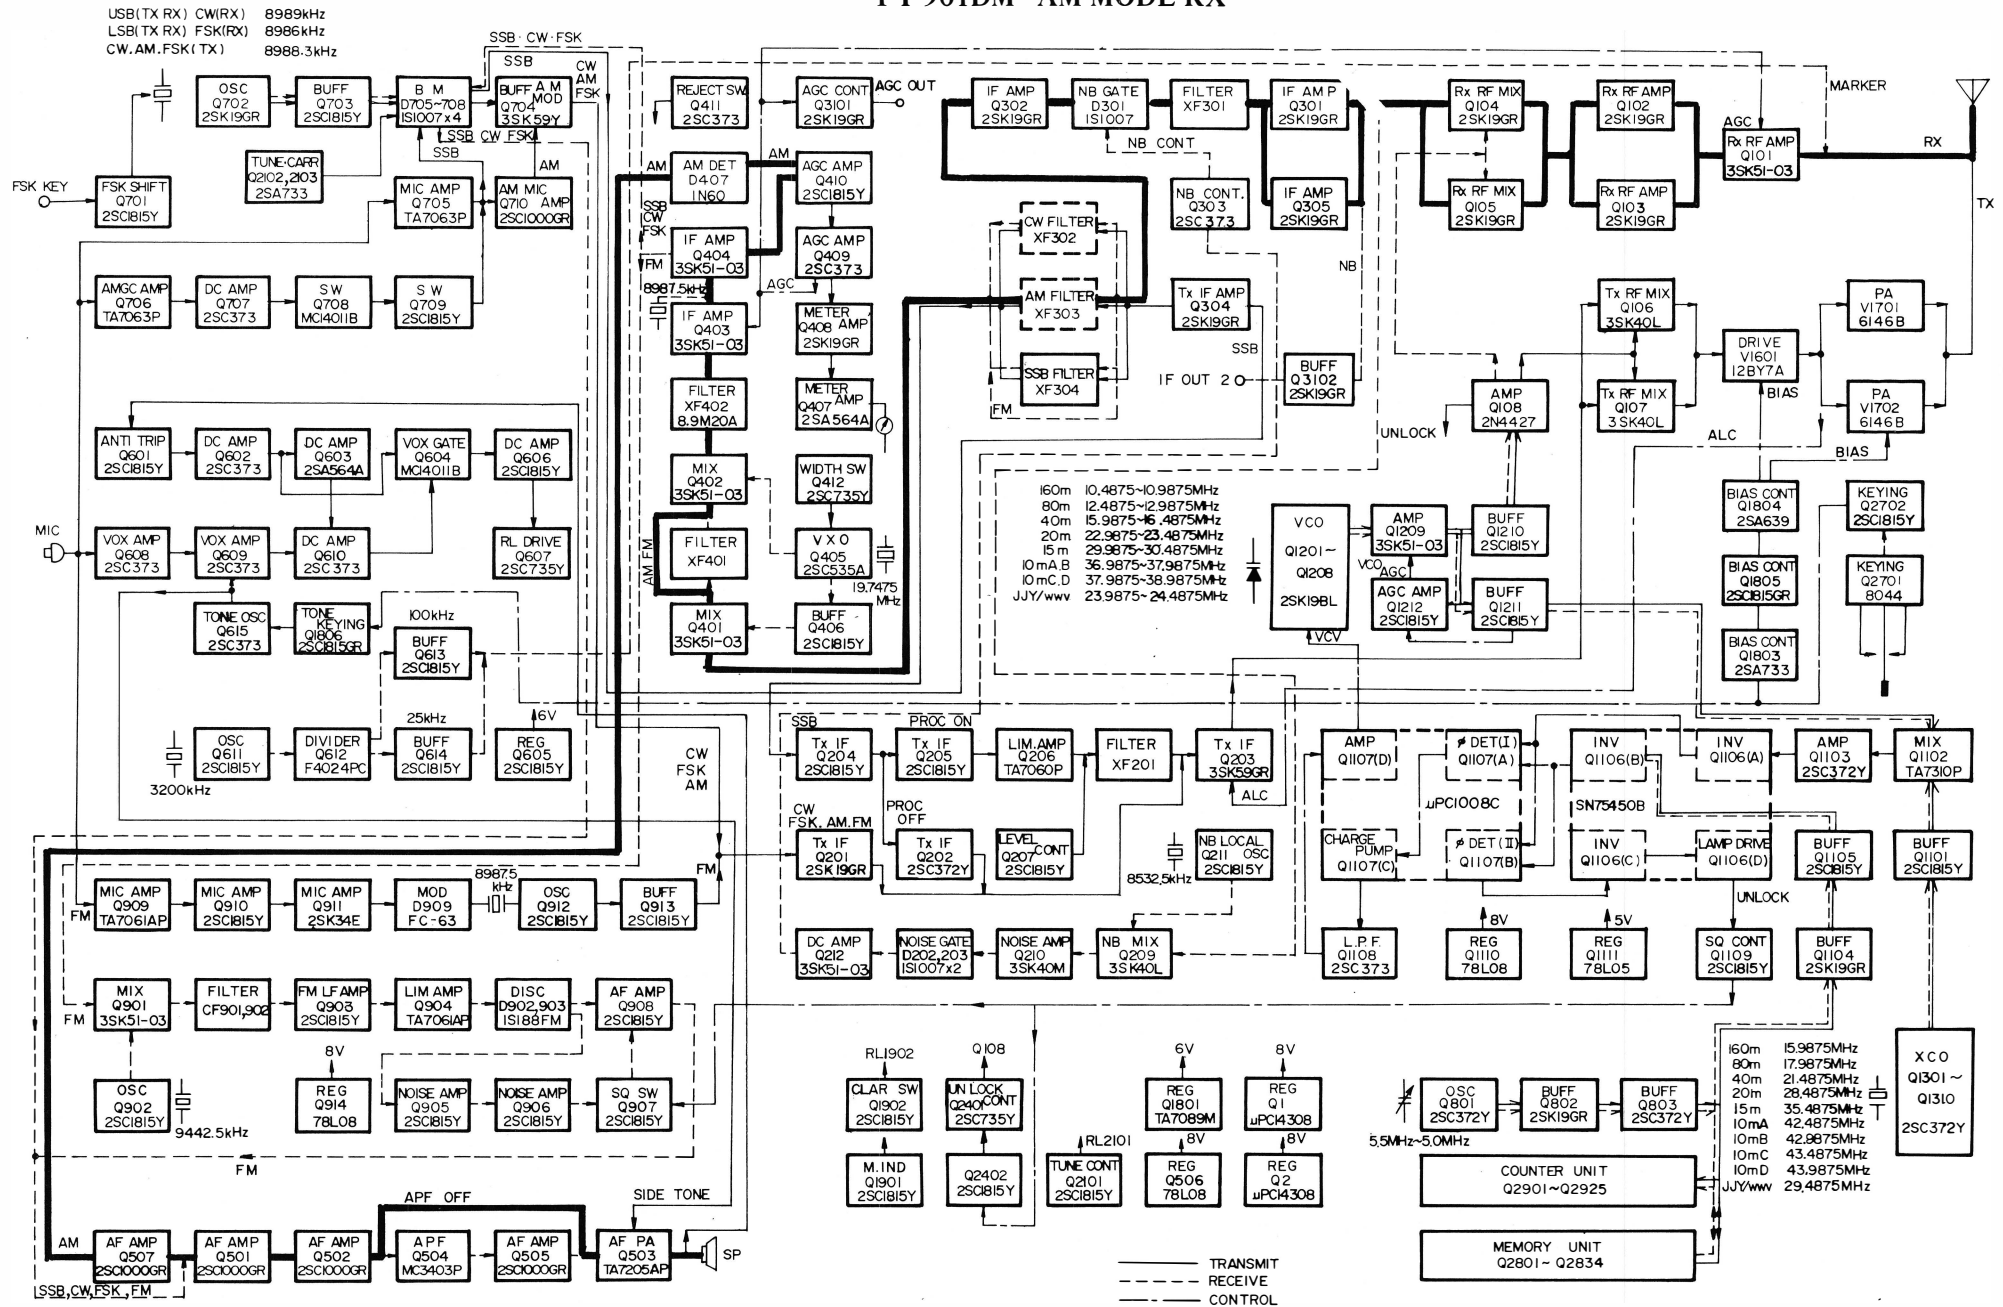 FT-901DM AM MODE RX
USB(TX RX) CW(RX) 8989kHz
LSB(TX RX) FSK(RX) 8986kHz
CW.AM.FSK(TX) 8988.3kHz
SSB·CW·FSK
SSB
CW
AM
FSK
OSC
Q702
2SK19GR
BUFF
Q703
2SC1815Y
B M
D705~708
1S1007x4
BUFF AM
Q704 MOD
3SK59Y
SSB CW FSK
SSB
AM
TUNE·CARR
Q2102,2103
2SA733
FSK KEY
FSK SHIFT
Q701
2SC1815Y
MIC AMP
Q705
TA7063P
AM MIC
Q710 AMP
2SC1000GR
AMGC AMP
Q706
TA7063P
DC AMP
Q707
2SC373
SW
Q708
MC14011B
SW
Q709
2SC1815Y
REJECT SW
Q411
2SC373
AGC CONT
Q3101
2SK19GR
AGC OUT
AM
AM DET
D407
1N60
AM
AGC AMP
Q410
2SC1815Y
SSB
CW
FSK
IF AMP
Q404
3SK51-03
FM
AGC AMP
Q409
2SC373
8987.5kHz
AGC
IF AMP
Q403
3SK51-03
METER
Q408 AMP
2SK19GR
FILTER
XF402
8.9M20A
METER
Q407 AMP
2SA564A
MIX
Q402
3SK51-03
WIDTH SW
Q412
2SC735Y
AM FM
FILTER
XF401
VXO
Q405
2SC535A
19.7475
MHz
MIX
Q401
3SK51-03
BUFF
Q406
2SC1815Y
IF AMP
Q302
2SK19GR
NB GATE
D301
1S1007
FILTER
XF301
IF AMP
Q301
2SK19GR
NB CONT
NB CONT.
Q303
2SC373
IF AMP
Q305
2SK19GR
NB
CW FILTER
XF302
AM FILTER
XF303
SSB FILTER
XF304
FM
Tx IF AMP
Q304
2SK19GR
SSB
IF OUT 2
BUFF
Q3102
2SK19GR
Rx RF MIX
Q104
2SK19GR
Rx RF MIX
Q105
2SK19GR
Rx RF AMP
Q102
2SK19GR
Rx RF AMP
Q103
2SK19GR
AGC
Rx RF AMP
Q101
3SK51-03
MARKER
RX
TX
Tx RF MIX
Q106
3SK40L
Tx RF MIX
Q107
3SK40L
AMP
Q108
2N4427
UNLOCK
DRIVE
V1601
12BY7A
BIAS
PA
V1701
6146B
PA
V1702
6146B
ALC
BIAS
BIAS CONT
Q1804
2SA639
BIAS CONT
Q1805
2SC1815GR
BIAS CONT
Q1803
2SA733
KEYING
Q2702
2SC1815Y
KEYING
Q2701
8044
160m 10.4875~10.9875MHz
80m 12.4875~12.9875MHz
40m 15.9875~16.4875MHz
20m 22.9875~23.4875MHz
15m 29.9875~30.4875MHz
10mA,B 36.9875~37.9875MHz
10mC,D 37.9875~38.9875MHz
JJY/wwv 23.9875~24.4875MHz
VCO
Q1201~
Q1208
2SK19BL
VCV
AMP
Q1209
3SK51-03
VCO
AGC
AGC AMP
Q1212
2SC1815Y
BUFF
Q1210
2SC1815Y
BUFF
Q1211
2SC1815Y
ANTI TRIP
Q601
2SC1815Y
DC AMP
Q602
2SC373
DC AMP
Q603
2SA564A
VOX GATE
Q604
MC14011B
DC AMP
Q606
2SC1815Y
MIC
VOX AMP
Q608
2SC373
VOX AMP
Q609
2SC373
DC AMP
Q610
2SC373
RL DRIVE
Q607
2SC735Y
TONE OSC
Q615
2SC373
TONE
KEYING
Q1806
2SC1815GR
100kHz
BUFF
Q613
2SC1815Y
25kHz
6V
OSC
Q611
2SC1815Y
3200kHz
DIVIDER
Q612
F4024PC
BUFF
Q614
2SC1815Y
REG
Q605
2SC1815Y
CW
FSK
AM
SSB
Tx IF
Q204
2SC1815Y
PROC ON
Tx IF
Q205
2SC1815Y
LIM.AMP
Q206
TA7060P
FILTER
XF201
Tx IF
Q203
3SK59GR
ALC
CW
FSK.AM.FM
Tx IF
Q201
2SK19GR
PROC
OFF
Tx IF
Q202
2SC372Y
LEVEL
Q207 CONT
2SC1815Y
8532.5kHz
NB LOCAL
Q211 OSC
2SC1815Y
DC AMP
Q212
3SK51-03
NOISE GATE
D202,203
1S1007x2
NOISE AMP
Q210
3SK40M
NB MIX
Q209
3SK40L
AMP
Q1107(D)
ø DET(I)
Q1107(A)
µPC1008C
CHARGE
PUMP
Q1107(C)
ø DET(II)
Q1107(B)
INV
Q1106(B)
INV
Q1106(A)
SN75450B
INV
Q1106(C)
LAMP DRIVE
Q1106(D)
AMP
Q1103
2SC372Y
MIX
Q1102
TA7310P
BUFF
Q1105
2SC1815Y
BUFF
Q1101
2SC1815Y
UNLOCK
L.P.F.
Q1108
2SC373
8V
REG
Q1110
78L08
5V
REG
Q1111
78L05
SQ CONT
Q1109
2SC1815Y
BUFF
Q1104
2SK19GR
FM
MIC AMP
Q909
TA7061AP
MIC AMP
Q910
2SC1815Y
MIC AMP
Q911
2SK34E
MOD
D909
FC-63
8987.5
kHz
OSC
Q912
2SC1815Y
BUFF
Q913
2SC1815Y
FM
FM
MIX
Q901
3SK51-03
FILTER
CF901,902
FM LF AMP
Q903
2SC1815Y
LIM AMP
Q904
TA7061AP
DISC
D902,903
1S188FM
AF AMP
Q908
2SC1815Y
OSC
Q902
2SC1815Y
9442.5kHz
8V
REG
Q914
78L08
NOISE AMP
Q905
2SC1815Y
NOISE AMP
Q906
2SC1815Y
SQ SW
Q907
2SC1815Y
FM
RL1902
CLAR SW
Q1902
2SC1815Y
M.IND
Q1901
2SC1815Y
Q108
UNLOCK
Q2401 CONT
2SC735Y
Q2402
2SC1815Y
RL2101
TUNE CONT
Q2101
2SC1815Y
6V
REG
Q1801
TA7089M
8V
REG
Q506
78L08
8V
REG
Q1
µPC14308
8V
REG
Q2
µPC14308
OSC
Q801
2SC372Y
5.5MHz~5.0MHz
BUFF
Q802
2SK19GR
BUFF
Q803
2SC372Y
160m 15.9875MHz
80m 17.9875MHz
40m 21.4875MHz
20m 28.4875MHz
15m 35.4875MHz
10mA 42.4875MHz
10mB 42.9875MHz
10mC 43.4875MHz
10mD 43.9875MHz
JJY/wwv 29.4875MHz
XCO
Q1301~
Q1310
2SC372Y
COUNTER UNIT
Q2901~Q2925
MEMORY UNIT
Q2801~Q2834
AM
AF AMP
Q507
2SC1000GR
AF AMP
Q501
2SC1000GR
AF AMP
Q502
2SC1000GR
APF OFF
APF
Q504
MC3403P
AF AMP
Q505
2SC1000GR
SIDE TONE
AF PA
Q503
TA7205AP
SP
SSB,CW,FSK,FM
TRANSMIT
RECEIVE
CONTROL